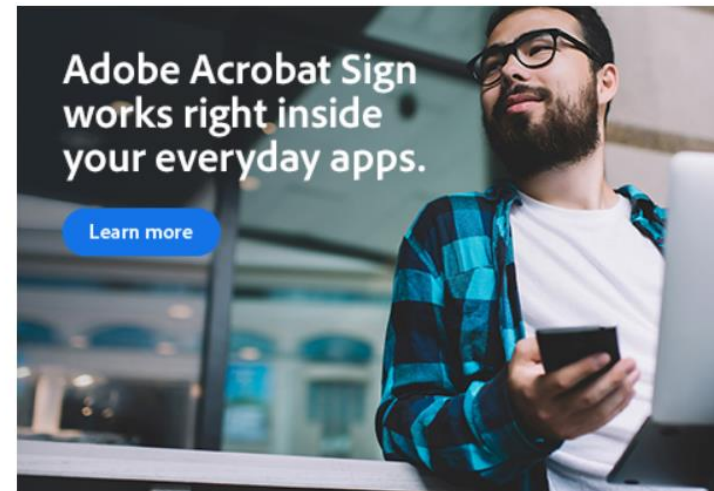 Adobe Acrobat Sign
works right inside
your everyday apps.
Learn more